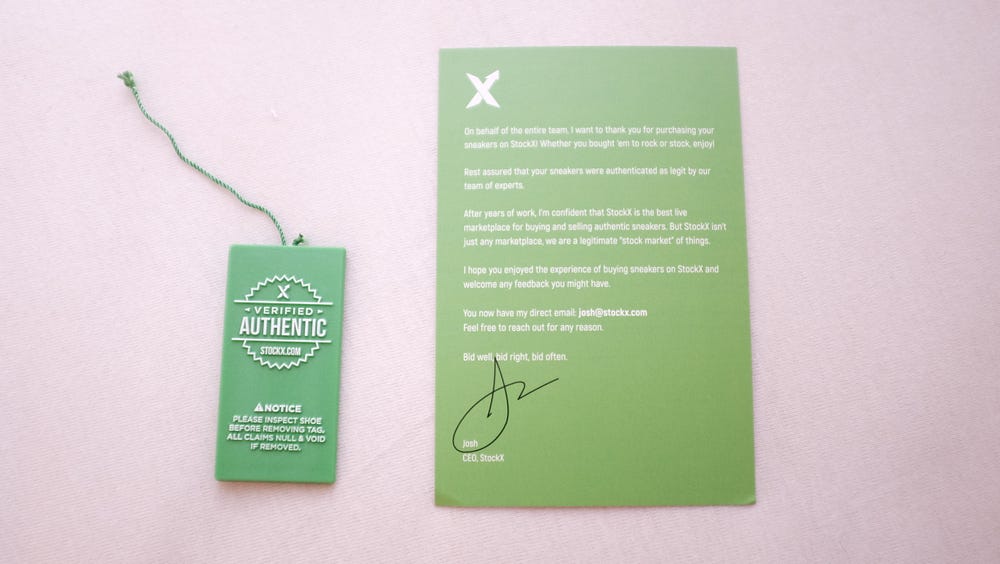 VERIFIED
AUTHENTIC
STOCKX.COM
NOTICE
PLEASE INSPECT SHOE
BEFORE REMOVING TAG.
ALL CLAIMS NULL & VOID
IF REMOVED.
On behalf of the entire team, I want to thank you for purchasing your
sneakers on StockX! Whether you bought 'em to rock or stock, enjoy!
Rest assured that your sneakers were authenticated as legit by our
team of experts.
After years of work, I'm confident that StockX is the best live
marketplace for buying and selling authentic sneakers. But StockX isn't
just any marketplace, we are a legitimate "stock market" of things.
I hope you enjoyed the experience of buying sneakers on StockX and
welcome any feedback you might have.
You now have my direct email: josh@stockx.com
Feel free to reach out for any reason.
Bid well, bid right, bid often.
Josh
CEO, StockX